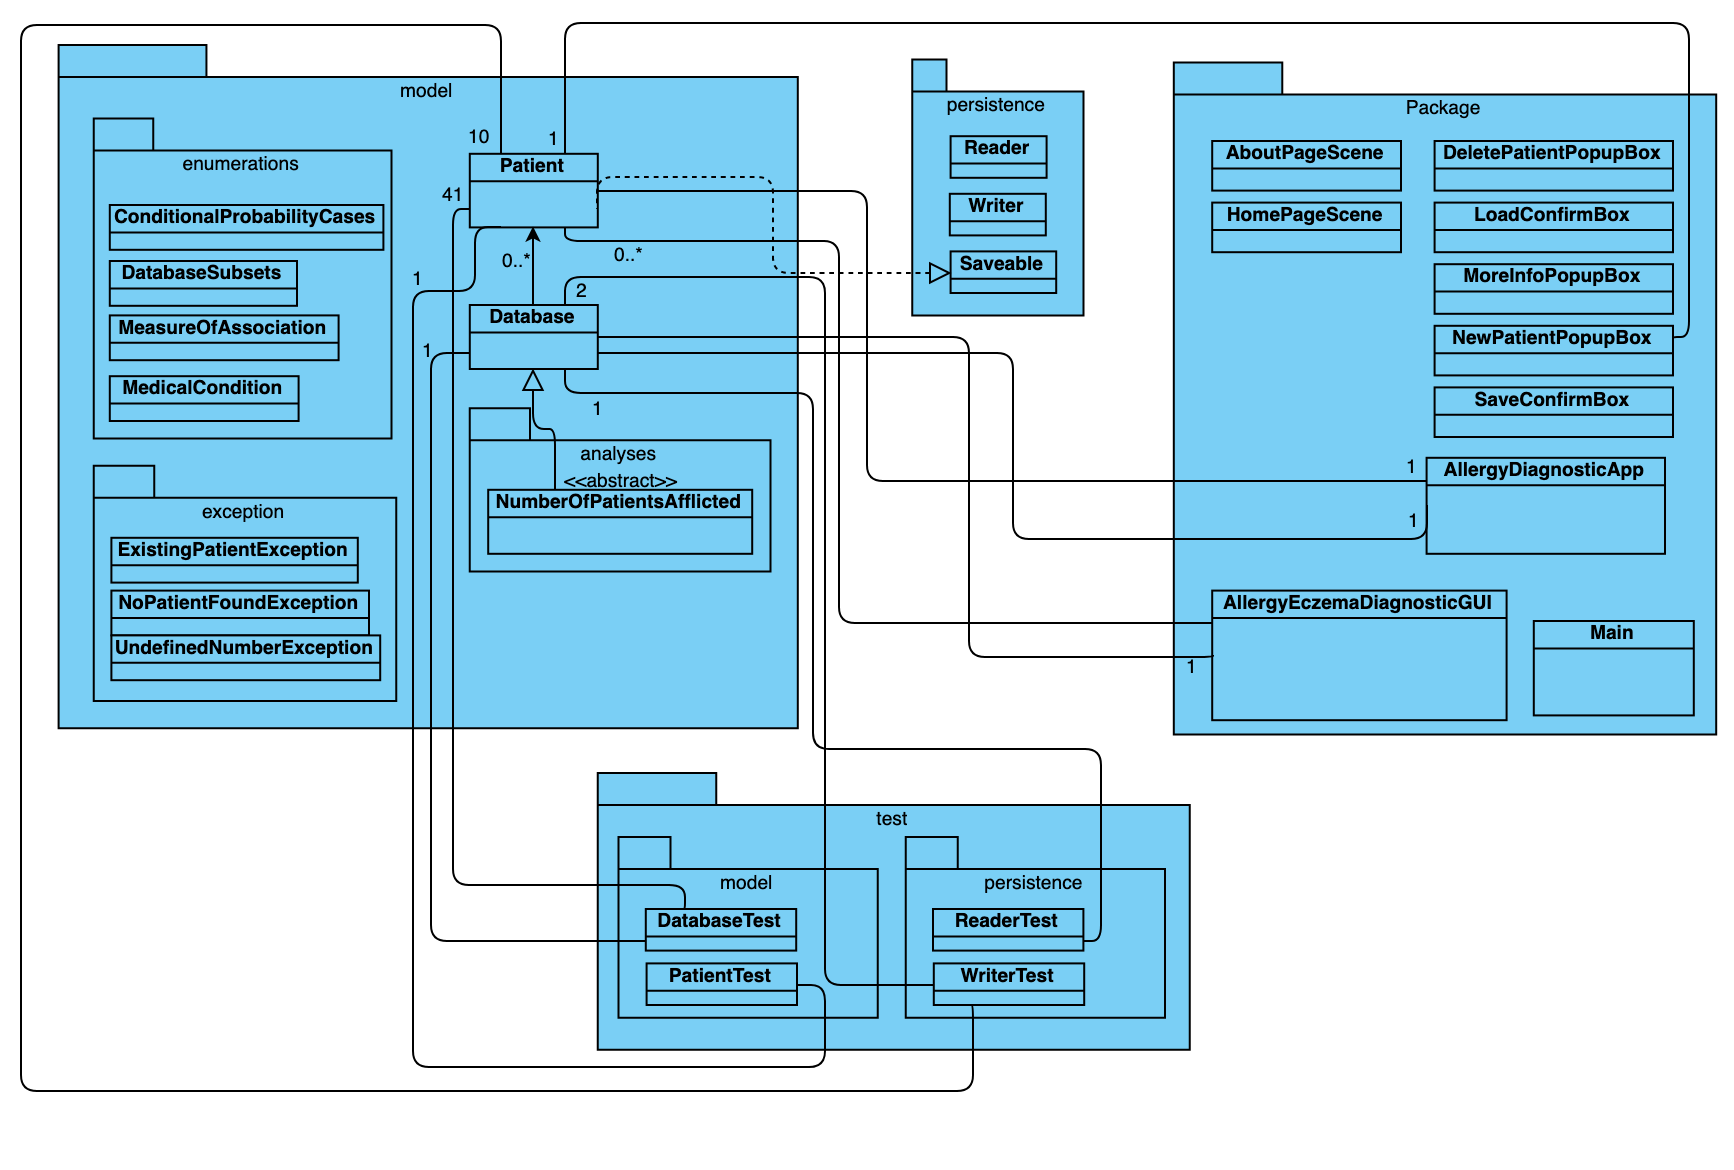 model
10
1
enumerations
ConditionalProbabilityCases
DatabaseSubsets
MeasureOfAssociation
MedicalCondition
Patient
41
0..*
0..*
1
2
Database
1
1
analyses
<<abstract>>
NumberOfPatientsAfflicted
exception
ExistingPatientException
NoPatientFoundException
UndefinedNumberException
persistence
Reader
Writer
Saveable
Package
AboutPageScene
HomePageScene
DeletePatientPopupBox
LoadConfirmBox
MoreInfoPopupBox
NewPatientPopupBox
SaveConfirmBox
1
AllergyDiagnosticApp
1
AllergyEczemaDiagnosticGUI
1
Main
test
model
DatabaseTest
PatientTest
persistence
ReaderTest
WriterTest